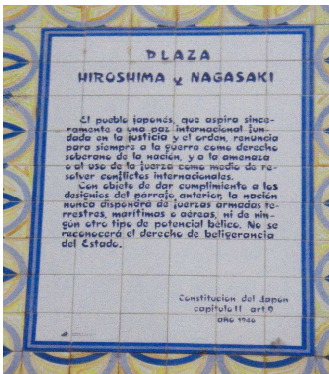 PLAZA
HIROSHIMA y NAGASAKI
El pueblo japonés, que aspira since-
ramente a una paz internacional fun-
dada en la justicia y el orden, renuncia
para siempre a la guerra como derecho
soberano de la nación, y a la amenaza
o al uso de la fuerza como medio de re-
solver conflictos internacionales.
Con objeto de dar cumplimiento a los
designios del párrafo anterior, la nación
nunca dispondrá de fuerzas armadas te-
rrestres, marítimas o aéreas, ni de nin-
gún otro tipo de potencial bélico. No se
reconocerá el derecho de beligerancia
del Estado.
Constitución del Japón
capítulo II art.9
año 1946